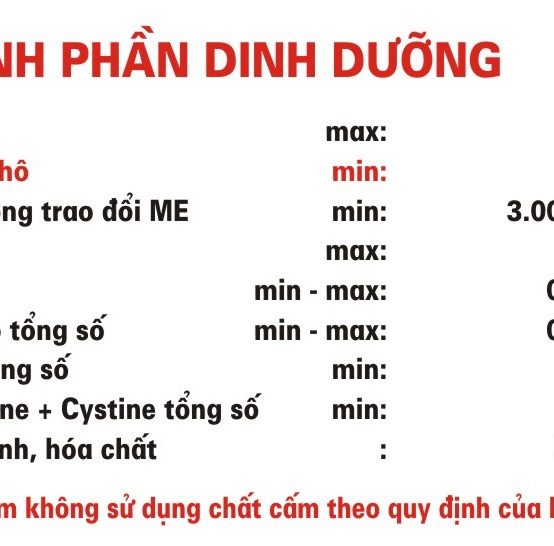 NH PHẦN DINH DƯỠNG
max:
hô min:
ng trao đổi ME min: 3.00
max:
min - max: 0
tổng số min - max: 0
ng số min:
ne + Cystine tổng số min:
nh, hóa chất :
m không sử dụng chất cấm theo quy định của